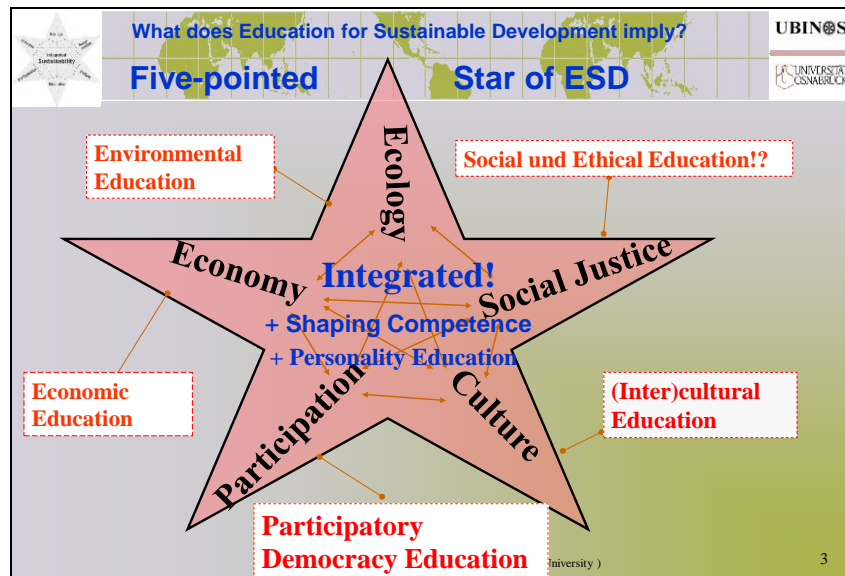 What does Education for Sustainable Development imply?
Five-pointed Star of ESD
Integrated
Sustainability
UBINOS
UNIVERSITÄT
OSNABRÜCK
Environmental
Education
Social und Ethical Education!?
Ecology
Economy
Social Justice
Integrated!
+ Shaping Competence
+ Personality Education
Participation
Culture
Economic
Education
(Inter)cultural
Education
Participatory
Democracy Education
niversity )
3